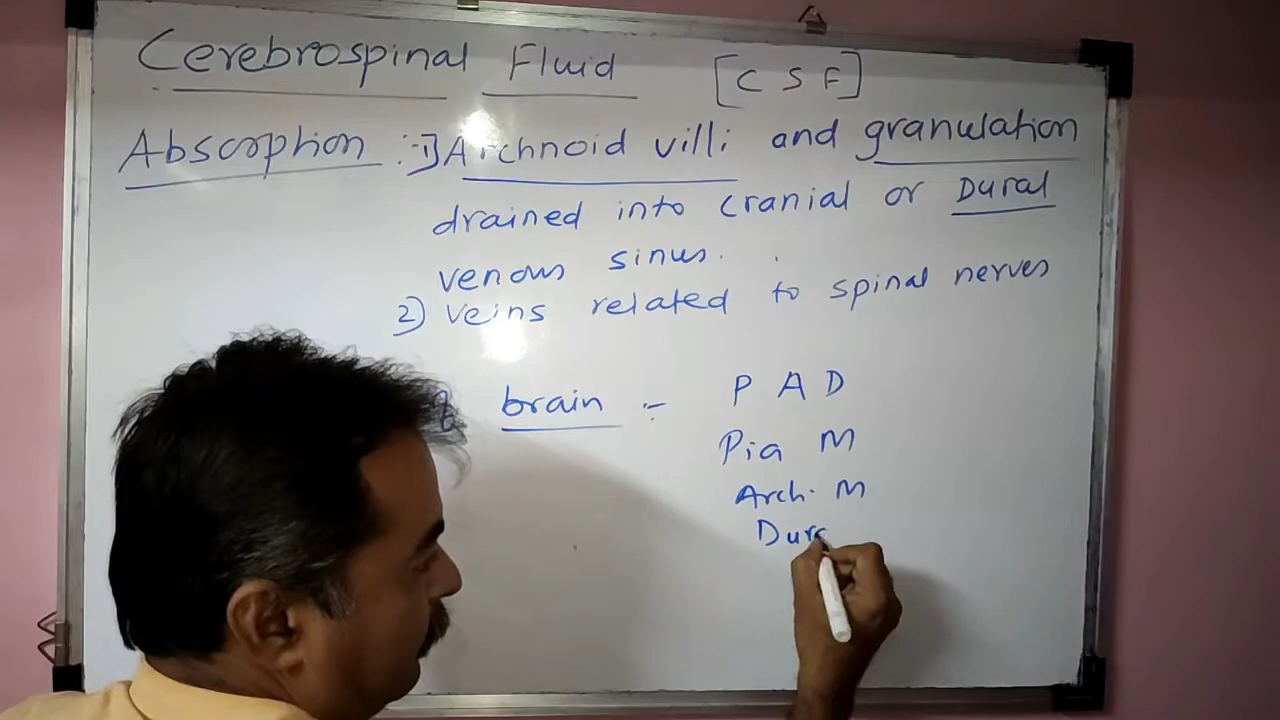 Cerebrospinal Fluid [CSF]
Absorption :- 1) Archnoid villi and granulation
drained into cranial or Dural
venous sinus.
2) Veins related to spinal nerves
brain :- P A D
Pia M
Arch. M
Dura